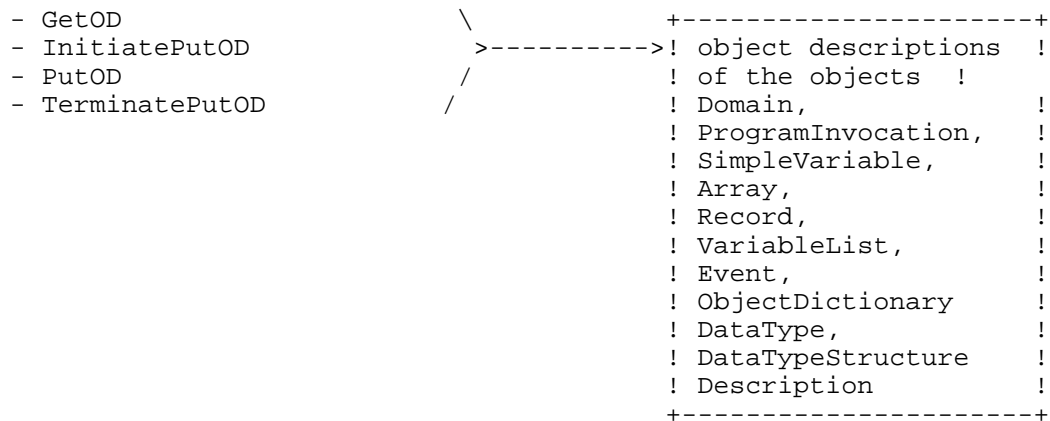 - GetOD                     \              +-----------------------+
- InitiatePutOD              >---------->! object descriptions   !
- PutOD                     /              ! of the objects  !
- TerminatePutOD           /               ! Domain,               !
! ProgramInvocation,    !
! SimpleVariable,       !
! Array,                !
! Record,               !
! VariableList,         !
! Event,                !
! ObjectDictionary      !
! DataType,             !
! DataTypeStructure     !
! Description           !
+-----------------------+